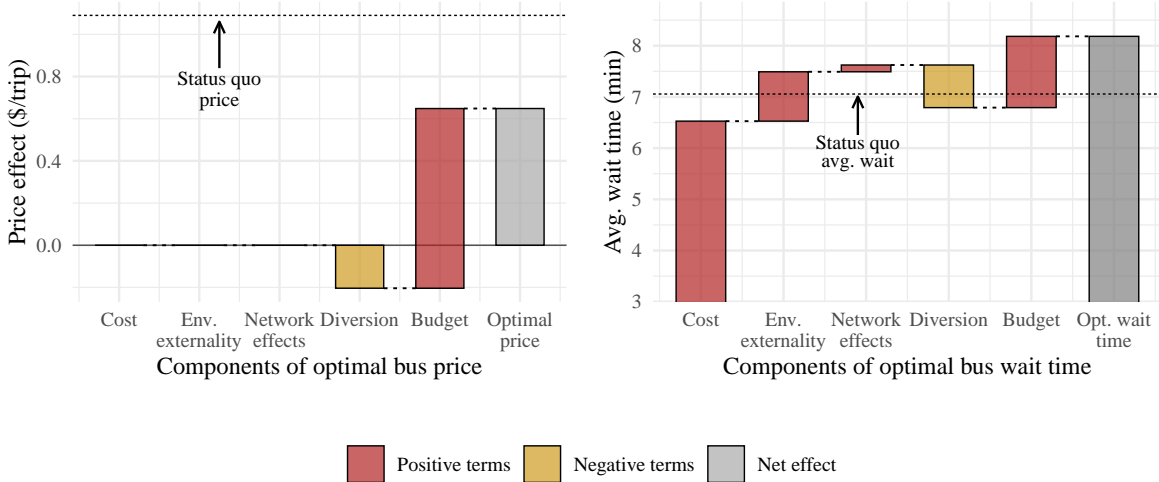 Price effect ($/trip)
0.8
0.4
0.0
Status quo
price
Cost
Env.
externality
Network
effects
Diversion
Budget
Optimal
price
Components of optimal bus price
Avg. wait time (min)
8
7
6
5
4
3
Status quo
avg. wait
Cost
Env.
externality
Network
effects
Diversion
Budget
Opt. wait
time
Components of optimal bus wait time
Positive terms
Negative terms
Net effect